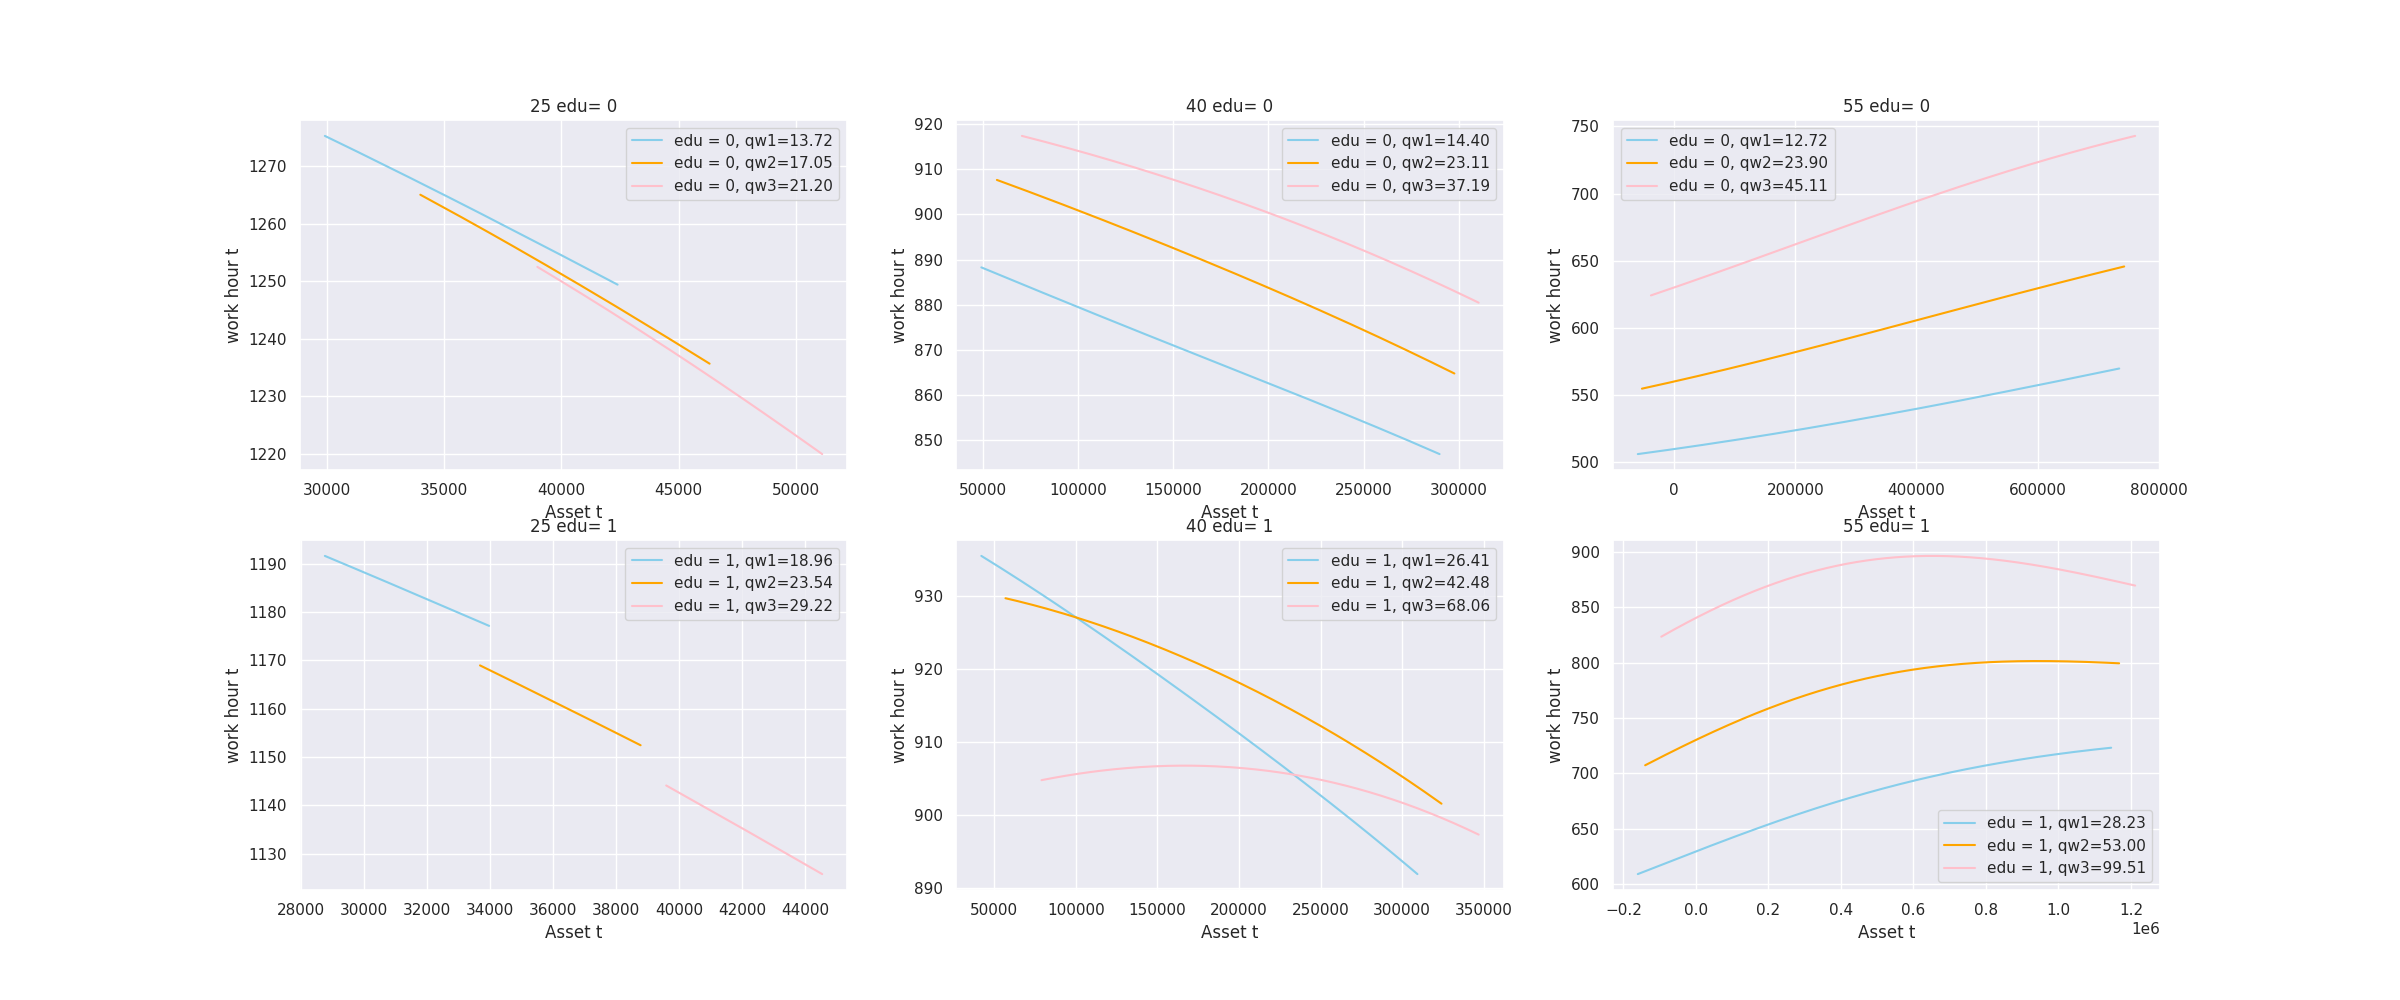 25 edu= 0
edu = 0, qw1=13.72
edu = 0, qw2=17.05
edu = 0, qw3=21.20
work hour t
1270
1260
1250
1240
1230
1220
30000 35000 40000 45000 50000
Asset t
40 edu= 0
edu = 0, qw1=14.40
edu = 0, qw2=23.11
edu = 0, qw3=37.19
work hour t
920
910
900
890
880
870
860
850
50000 100000 150000 200000 250000 300000
Asset t
55 edu= 0
edu = 0, qw1=12.72
edu = 0, qw2=23.90
edu = 0, qw3=45.11
work hour t
750
700
650
600
550
500
0 200000 400000 600000 800000
Asset t
25 edu= 1
edu = 1, qw1=18.96
edu = 1, qw2=23.54
edu = 1, qw3=29.22
work hour t
1190
1180
1170
1160
1150
1140
1130
28000 30000 32000 34000 36000 38000 40000 42000 44000
Asset t
40 edu= 1
edu = 1, qw1=26.41
edu = 1, qw2=42.48
edu = 1, qw3=68.06
work hour t
930
920
910
900
890
50000 100000 150000 200000 250000 300000 350000
Asset t
55 edu= 1
edu = 1, qw1=28.23
edu = 1, qw2=53.00
edu = 1, qw3=99.51
work hour t
900
850
800
750
700
650
600
−0.2 0.0 0.2 0.4 0.6 0.8 1.0 1.2
1e6
Asset t